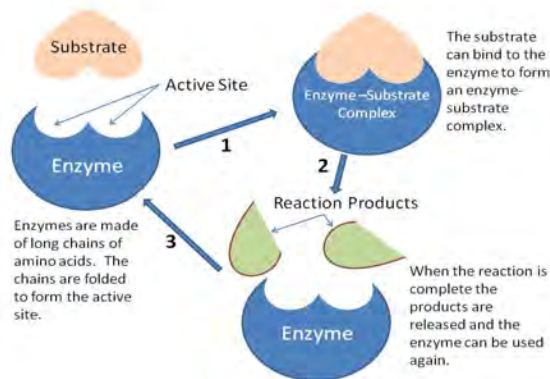 Substrate
Active Site
Enzyme
Enzymes are made
of long chains of
amino acids. The
chains are folded
to form the active
site.
1
Enzyme–Substrate
Complex
The substrate
can bind to the
enzyme to form
an enzyme-
substrate
complex.
2
Reaction Products
3
Enzyme
When the reaction is
complete the
products are
released and the
enzyme can be used
again.